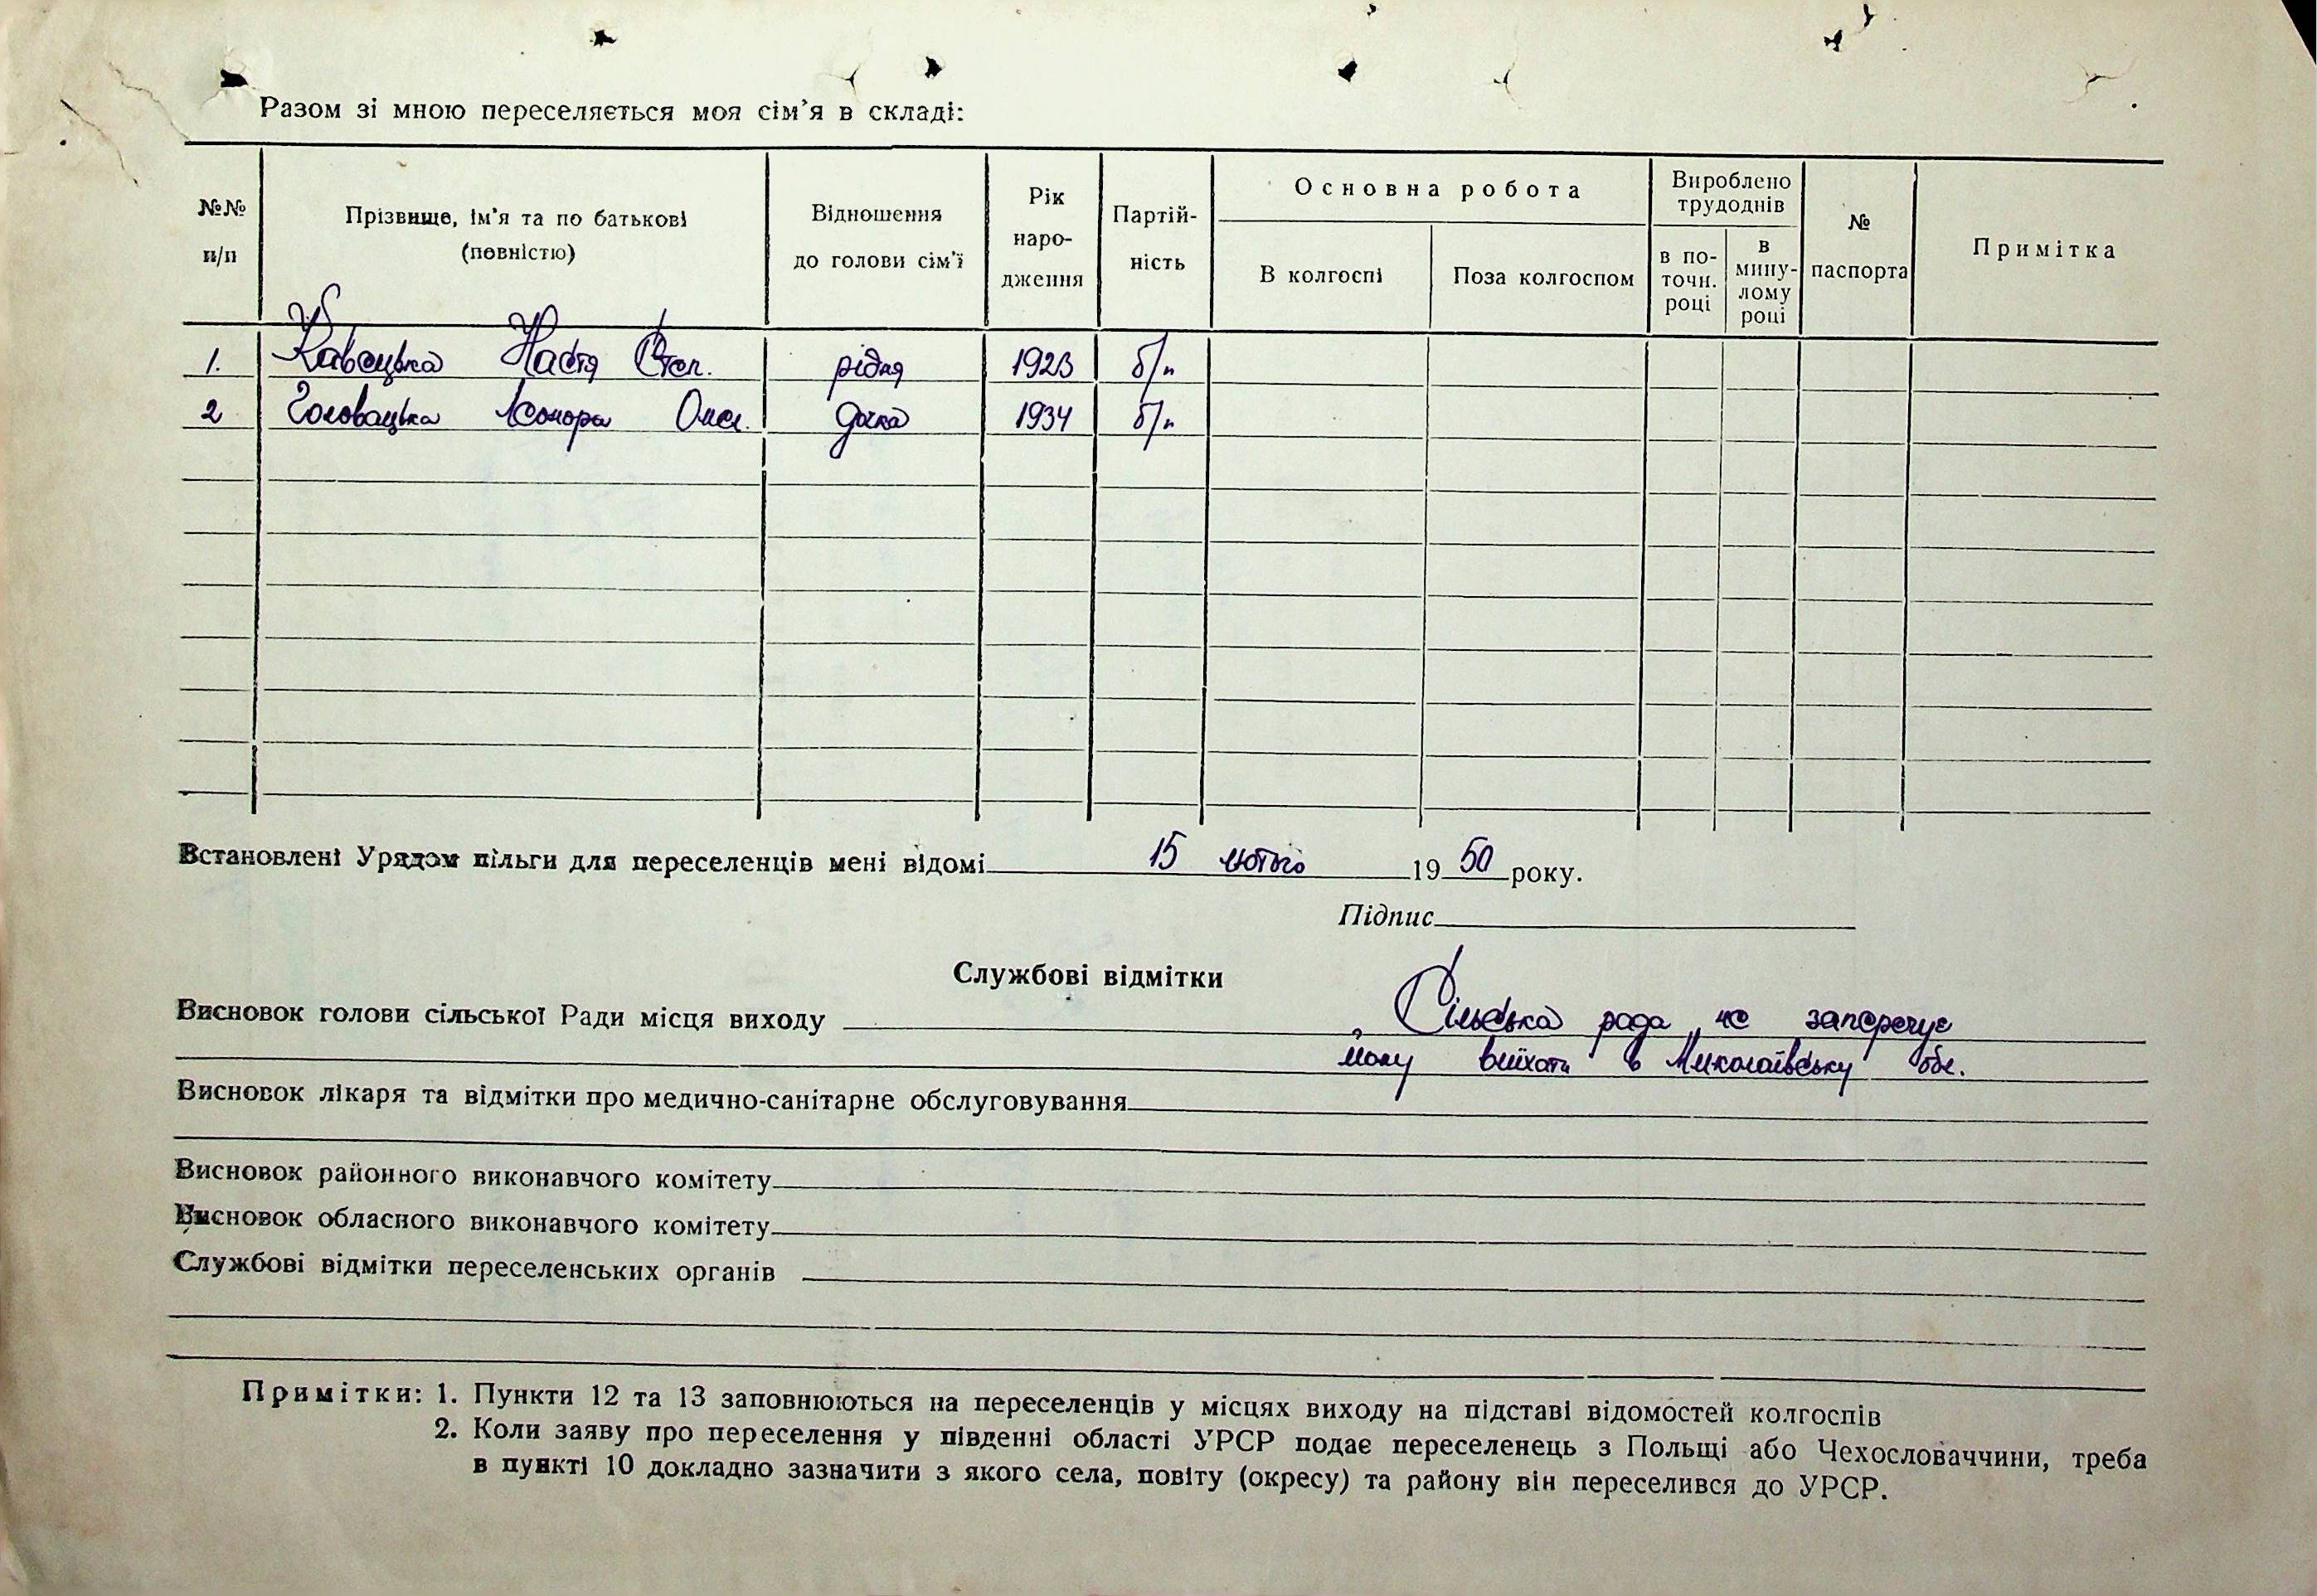 Разом зі мною переселяється моя сім'я в складі:
№№ п/п
Прізвище, ім'я та по батькові (повністю)
Відношення до голови сім'ї
Рік народження
Партійність
Основна робота
В колгоспі
Поза колгоспом
Вироблено трудоднів
в поточн. році
в минулому році
№ паспорта
Примітка
1. Кавецька Настя Степ. рідня 1923 б/п
2 Головацька Олек. дочка 1934 б/п
Встановлені Урядом пільги для переселенців мені відомі 15 лютого 1950 року.
Підпис
Службові відмітки
Висновок голови сільської Ради місця виходу Сільська рада не заперечує
йому виїхати в Миколаївську обл.
Висновок лікаря та відмітки про медично-санітарне обслуговування
Висновок районного виконавчого комітету
Висновок обласного виконавчого комітету
Службові відмітки переселенських органів
Примітки: 1. Пункти 12 та 13 заповнюються на переселенців у місцях виходу на підставі відомостей колгоспів
2. Коли заяву про переселення у південні області УРСР подає переселенець з Польщі або Чехословаччини, треба
в пункті 10 докладно зазначити з якого села, повіту (окресу) та району він переселився до УРСР.